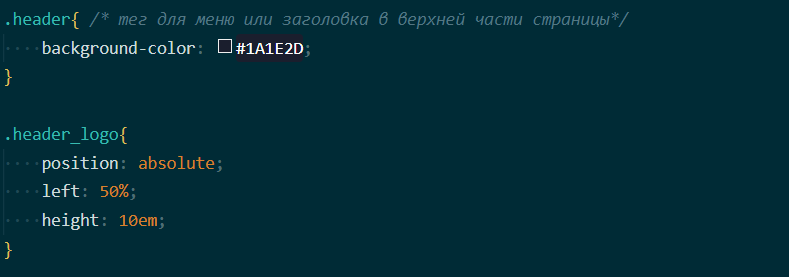 .header{ /* тег для меню или заголовка в верхней части страницы*/
    background-color: #1A1E2D;
}

.header_logo{
    position: absolute;
    left: 50%;
    height: 10em;
}